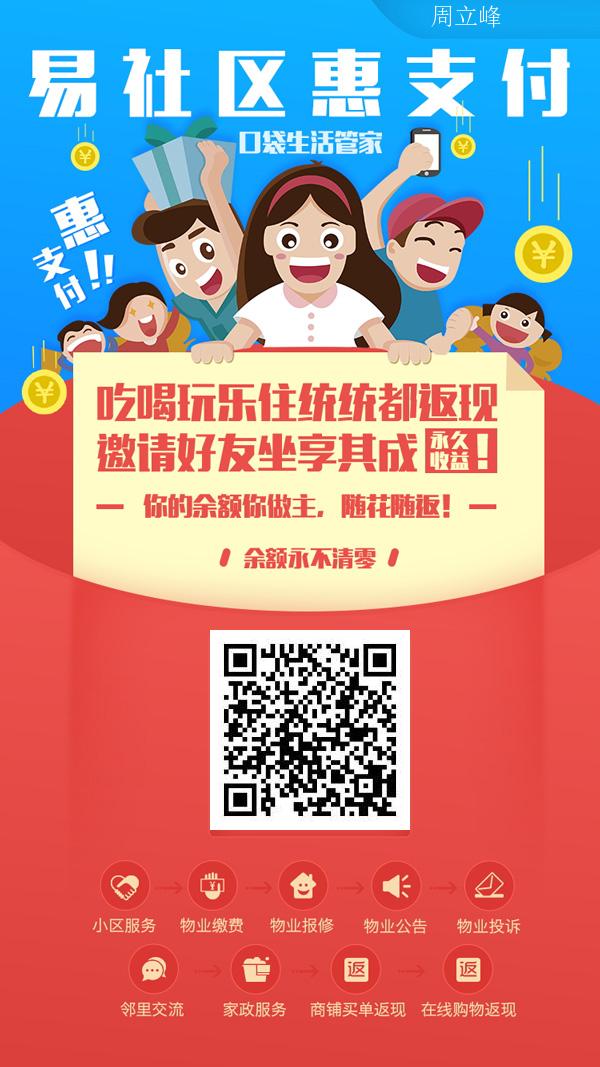 周立峰
易社区惠支付
口袋生活管家
惠
支付!!
吃喝玩乐住统统都返现
邀请好友坐享其成 永久收益!
你的余额你做主,随花随返!
余额永不清零
小区服务 物业缴费 物业报修 物业公告 物业投诉
返 返
邻里交流 家政服务 商铺买单返现 在线购物返现